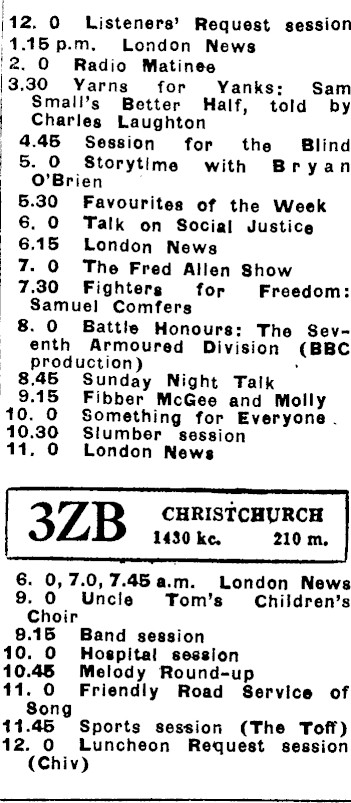 12. 0 Listeners' Request session
1.15 p.m. London News
2. 0 Radio Matinee
3.30 Yarns for Yanks: Sam
Small's Better Half, told by
Charles Laughton
4.45 Session for the Blind
5. 0 Storytime with Bryan
O'Brien
5.30 Favourites of the Week
6. 0 Talk on Social Justice
6.15 London News
7. 0 The Fred Allen Show
7.30 Fighters for Freedom:
Samuel Comfers
8. 0 Battle Honours: The Sev-
enth Armoured Division (BBC
production)
8.45 Sunday Night Talk
9.15 Fibber McGee and Molly
10. 0 Something for Everyone
10.30 Slumber session
11. 0 London News
3ZB CHRISTCHURCH
1430 kc. 210 m.
6. 0, 7.0, 7.45 a.m. London News
9. 0 Uncle Tom's Children's
Choir
9.15 Band session
10. 0 Hospital session
10.45 Melody Round-up
11. 0 Friendly Road Service of
Song
11.45 Sports session (The Toff)
12. 0 Luncheon Request session
(Chiv)